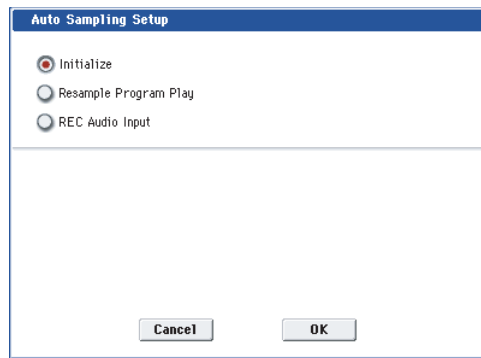 Auto Sampling Setup
Initialize
Resample Program Play
REC Audio Input
Cancel OK